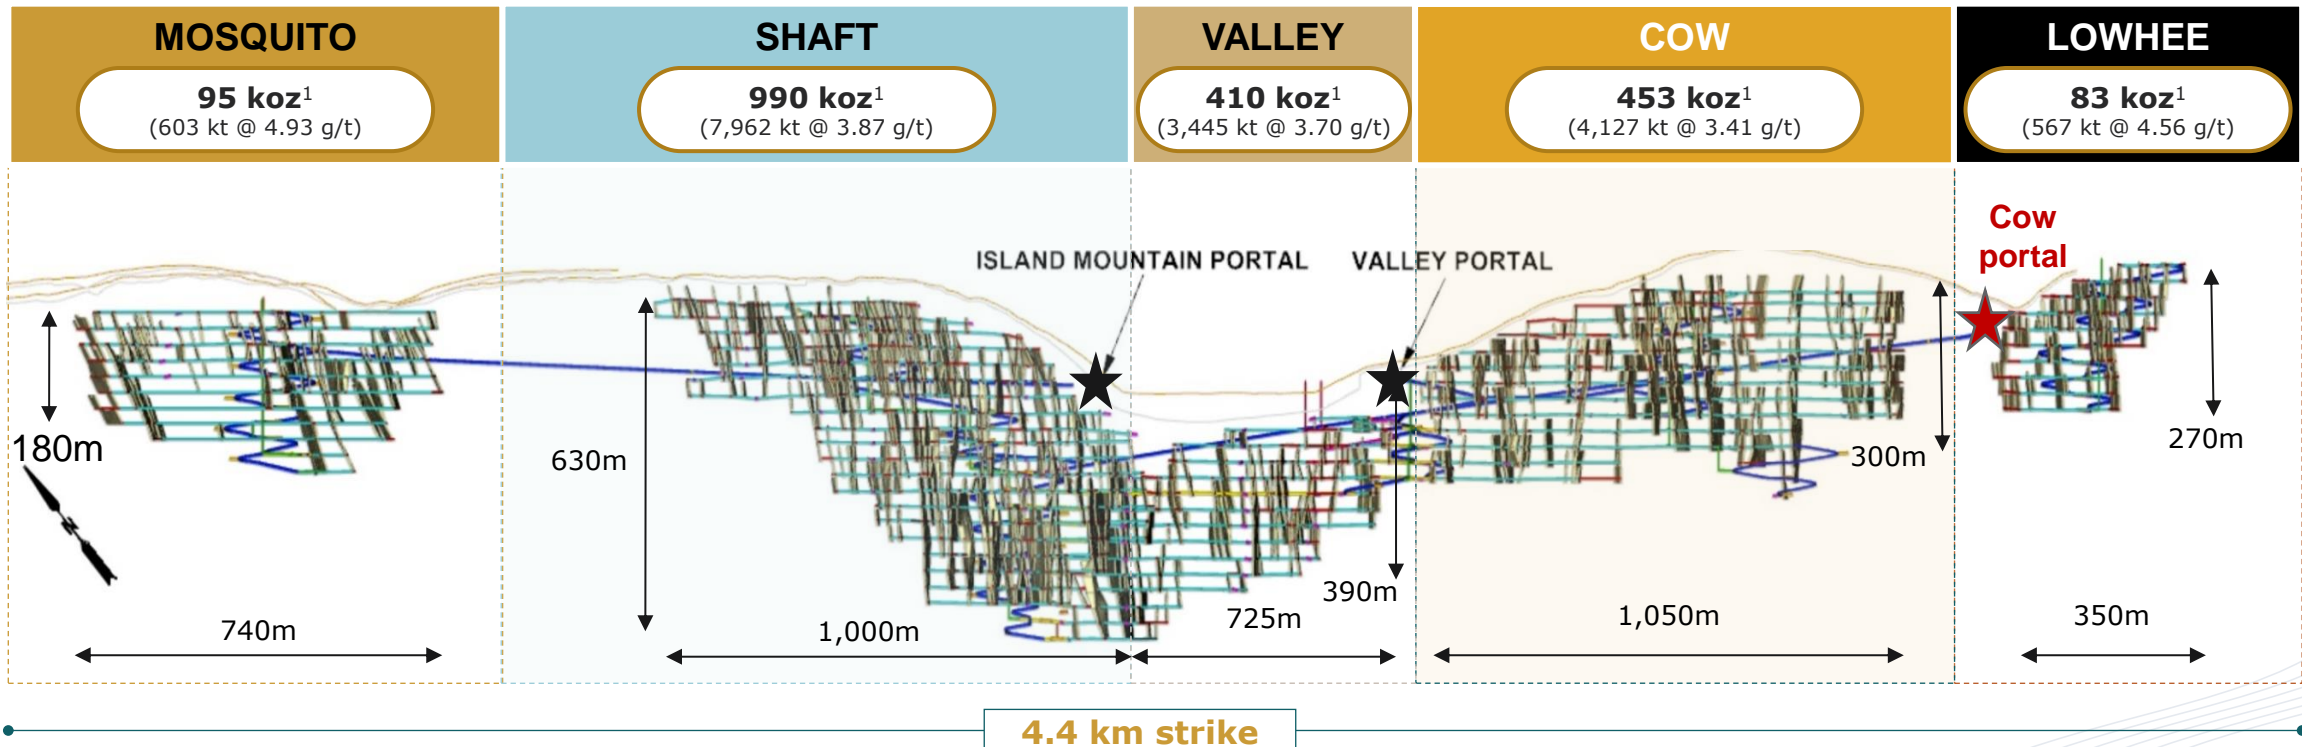 MOSQUITO
95 koz¹
(603 kt @ 4.93 g/t)
SHAFT
990 koz¹
(7,962 kt @ 3.87 g/t)
VALLEY
410 koz¹
(3,445 kt @ 3.70 g/t)
COW
453 koz¹
(4,127 kt @ 3.41 g/t)
LOWHEE
83 koz¹
(567 kt @ 4.56 g/t)
Cow
portal
ISLAND MOUNTAIN PORTAL
VALLEY PORTAL
180m
630m
390m
300m
270m
N
740m
1,000m
725m
1,050m
350m
4.4 km strike